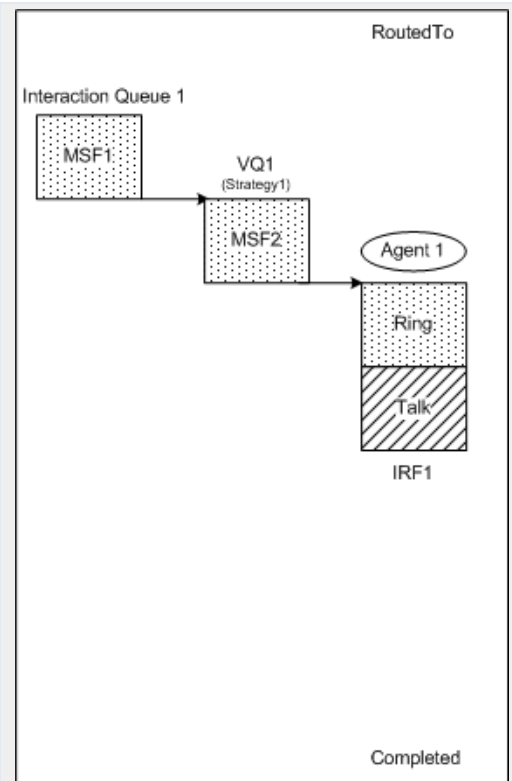 RoutedTo
Interaction Queue 1
MSF1
VQ1
(Strategy1)
MSF2
Agent 1
Ring
Talk
IRF1
Completed